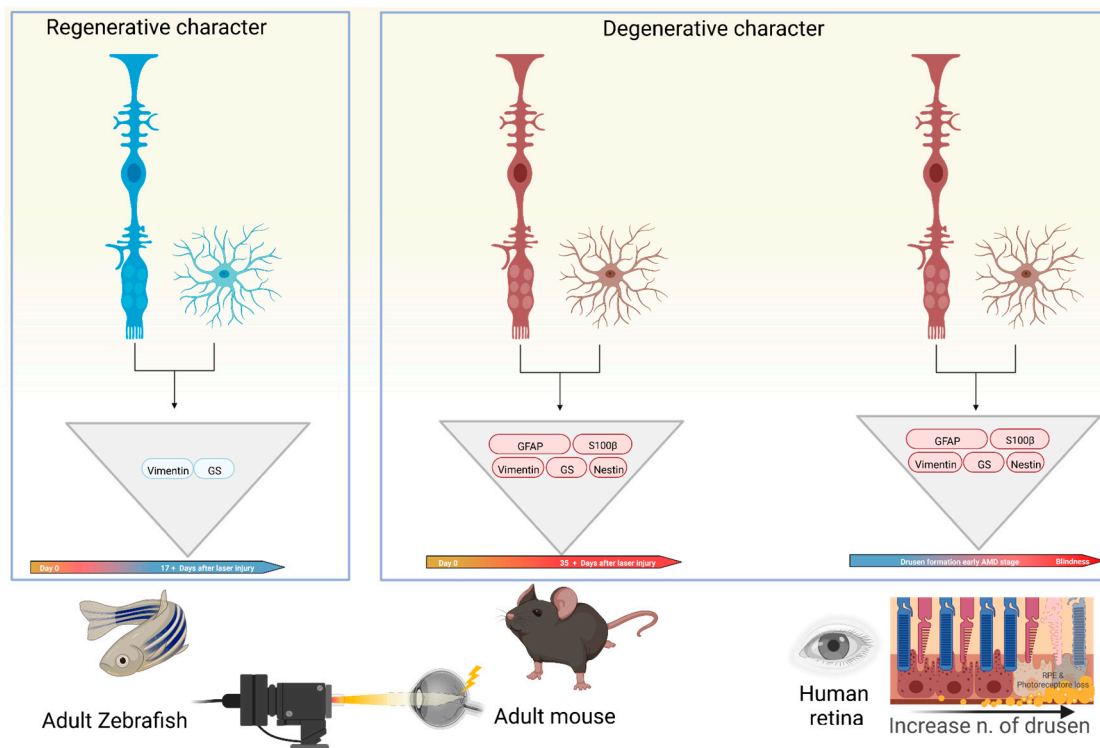 Regenerative character
Degenerative character
Vimentin GS
GFAP S100β
Vimentin GS Nestin
GFAP S100β
Vimentin GS Nestin
Day 0 17 + Days after laser injury
Day 0 35 + Days after laser injury
Drusen formation early AMD stage Blindness
Adult Zebrafish
Adult mouse
Human
retina
RPE &
Photoreceptore loss
Increase n. of drusen